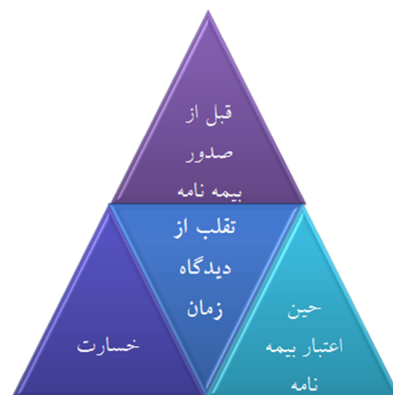 قبل از
صدور
بیمه نامه
تقلب از
دیدگاه
زمان
حین
اعتبار بیمه
نامه
خسارت